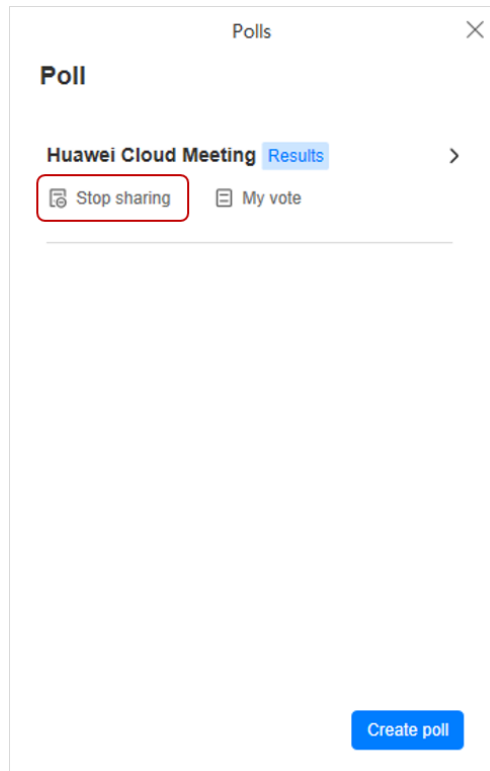 Polls
Poll
Huawei Cloud Meeting Results
Stop sharing My vote
Create poll